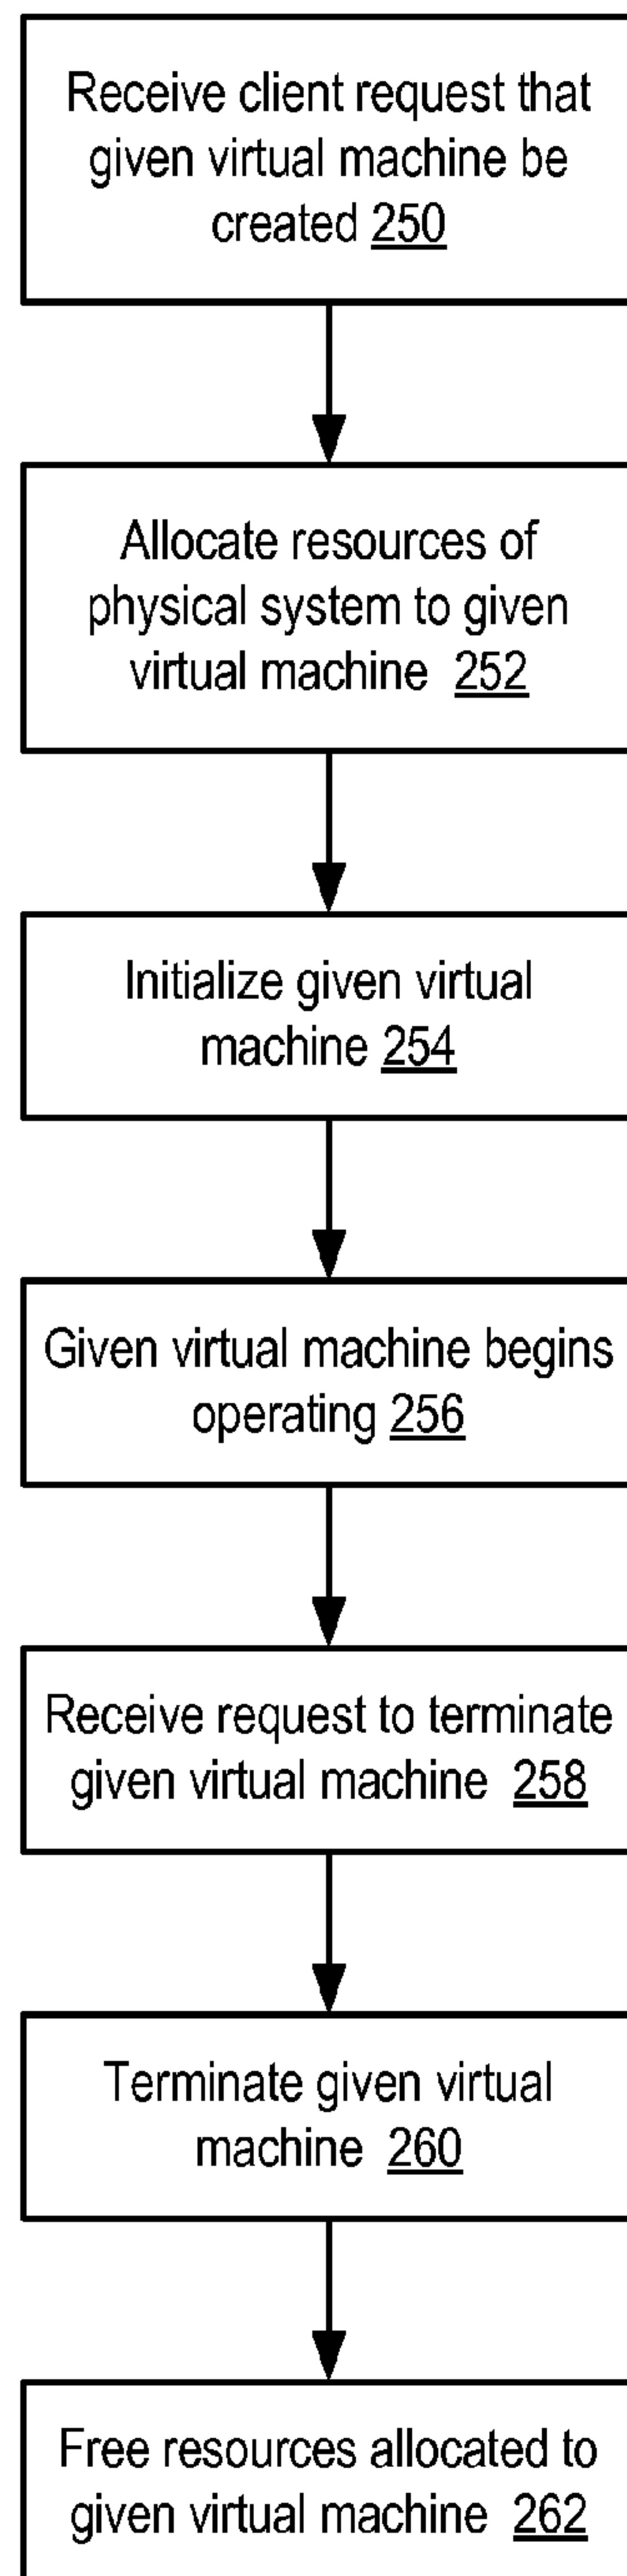 Receive client request that
given virtual machine be
created 250
Allocate resources of
physical system to given
virtual machine 252
Initialize given virtual
machine 254
Given virtual machine begins
operating 256
Receive request to terminate
given virtual machine 258
Terminate given virtual
machine 260
Free resources allocated to
given virtual machine 262